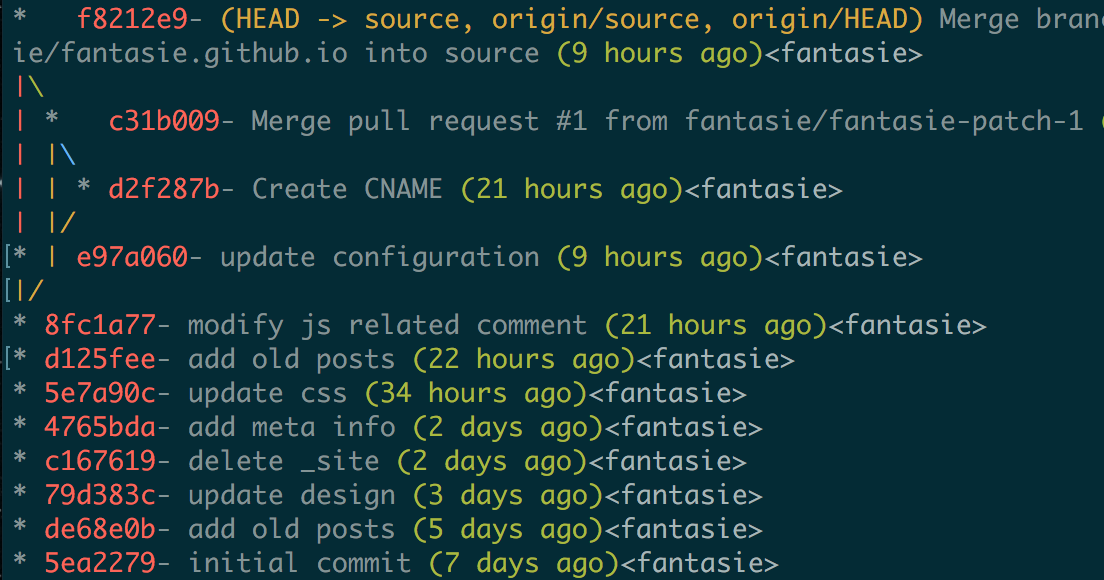 * f8212e9- (HEAD -> source, origin/source, origin/HEAD) Merge
ie/fantasie.github.io into source (9 hours ago)<fantasie>
|\
| * c31b009- Merge pull request #1 from fantasie/fantasie-patch-1
| |\
| | * d2f287b- Create CNAME (21 hours ago)<fantasie>
| |/
* | e97a060- update configuration (9 hours ago)<fantasie>
|/
* 8fc1a77- modify js related comment (21 hours ago)<fantasie>
* d125fee- add old posts (22 hours ago)<fantasie>
* 5e7a90c- update css (34 hours ago)<fantasie>
* 4765bda- add meta info (2 days ago)<fantasie>
* c167619- delete _site (2 days ago)<fantasie>
* 79d383c- update design (3 days ago)<fantasie>
* de68e0b- add old posts (5 days ago)<fantasie>
* 5ea2279- initial commit (7 days ago)<fantasie>